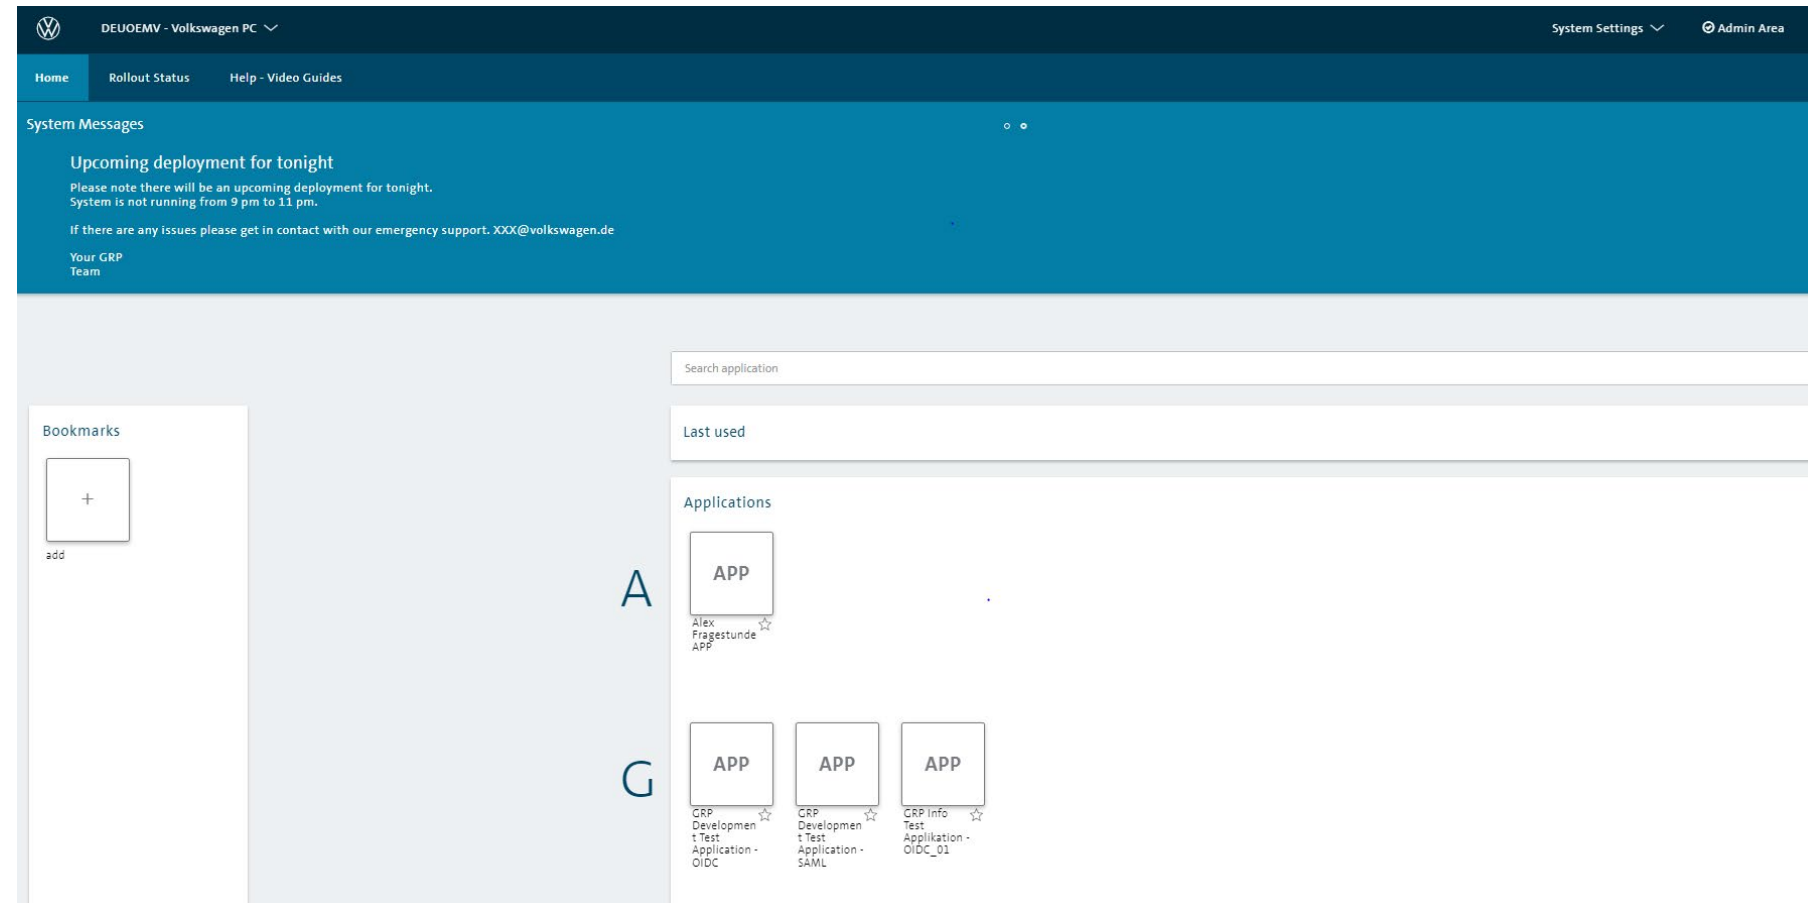 DEUOEMV - Volkswagen PC
System Settings
Admin Area
Home
Rollout Status
Help - Video Guides
System Messages
Upcoming deployment for tonight
Please note there will be an upcoming deployment for tonight.
System is not running from 9 pm to 11 pm.
If there are any issues please get in contact with our emergency support. XXX@volkswagen.de
Your GRP
Team
Search application
Bookmarks
+
add
Last used
Applications
A
APP
Alex
Fragestunde
APP
G
APP
GRP
Developmen
t Test
Application -
OIDC
APP
GRP
Developmen
t Test
Application -
SAML
APP
GRP Info
Test
Applikation -
OIDC_01